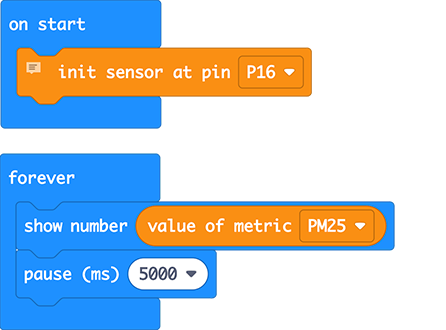 on start
init sensor at pin P16
forever
show number value of metric PM25
pause (ms) 5000